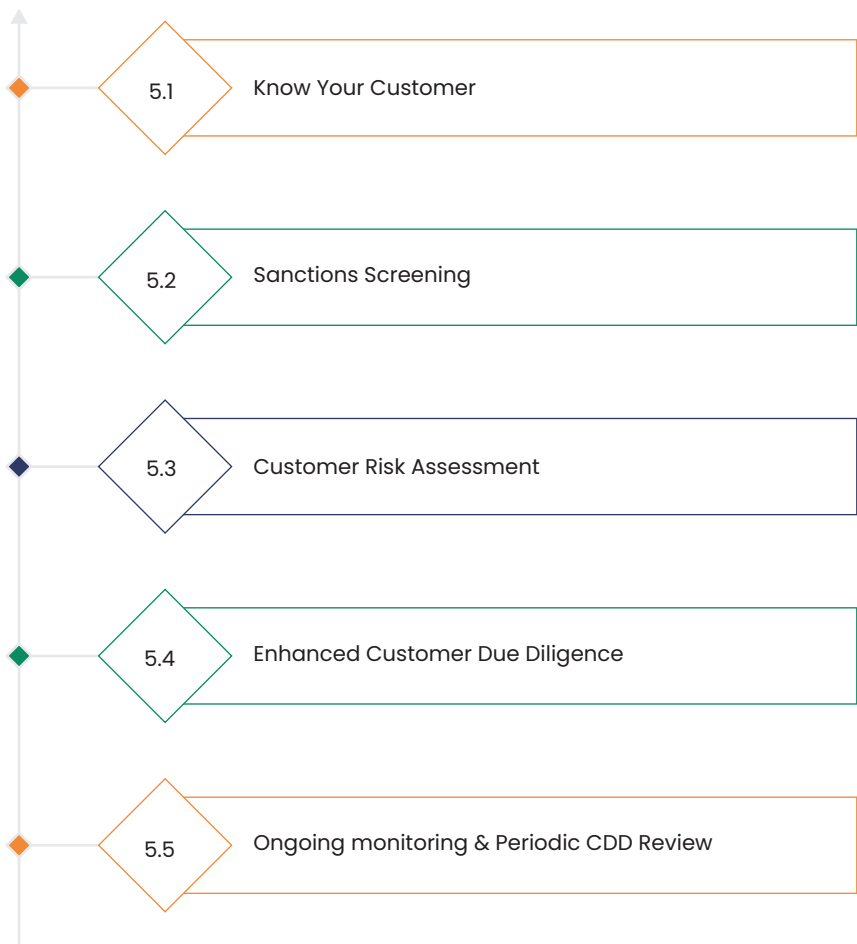 5.1
Know Your Customer
5.2
Sanctions Screening
5.3
Customer Risk Assessment
5.4
Enhanced Customer Due Diligence
5.5
Ongoing monitoring & Periodic CDD Review